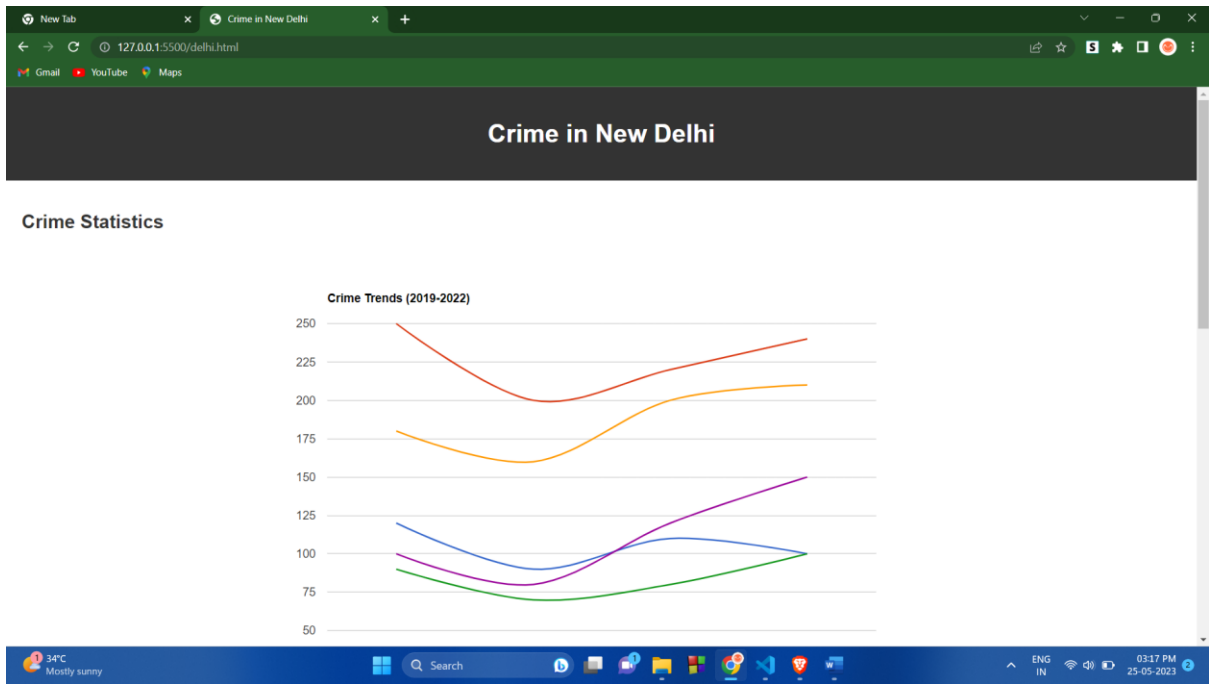 New Tab
Crime in New Delhi
127.0.0.1:5500/delhi.html
S
Gmail
YouTube
Maps
Crime in New Delhi
Crime Statistics
Crime Trends (2019-2022)
250
225
200
175
150
125
100
75
50
1
34°C
Mostly sunny
Search
ENG
IN
03:17 PM
25-05-2023
2